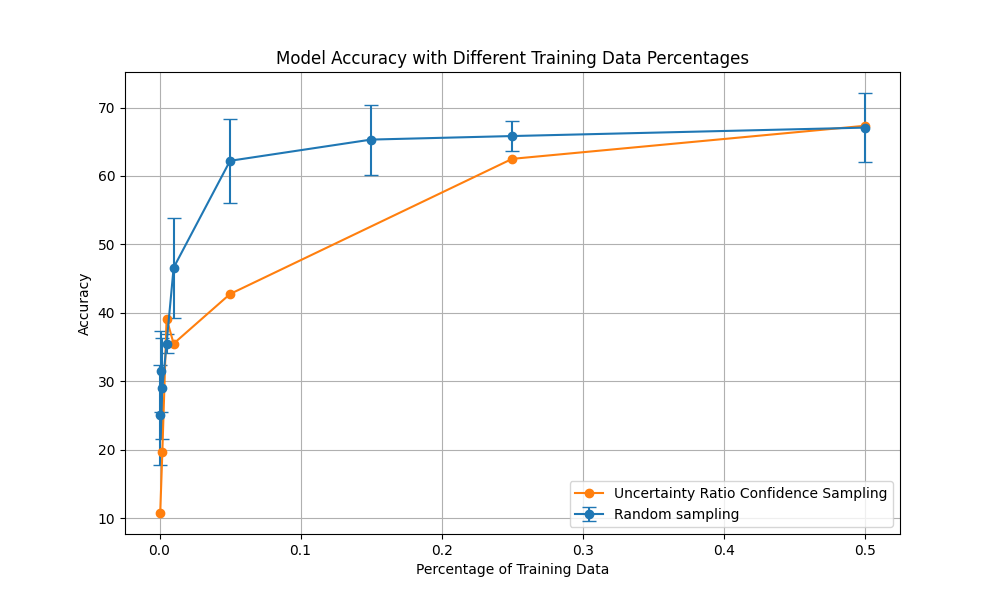 Model Accuracy with Different Training Data Percentages
Accuracy
70
60
50
40
30
20
10
0.0 0.1 0.2 0.3 0.4 0.5
Percentage of Training Data
Uncertainty Ratio Confidence Sampling
Random sampling